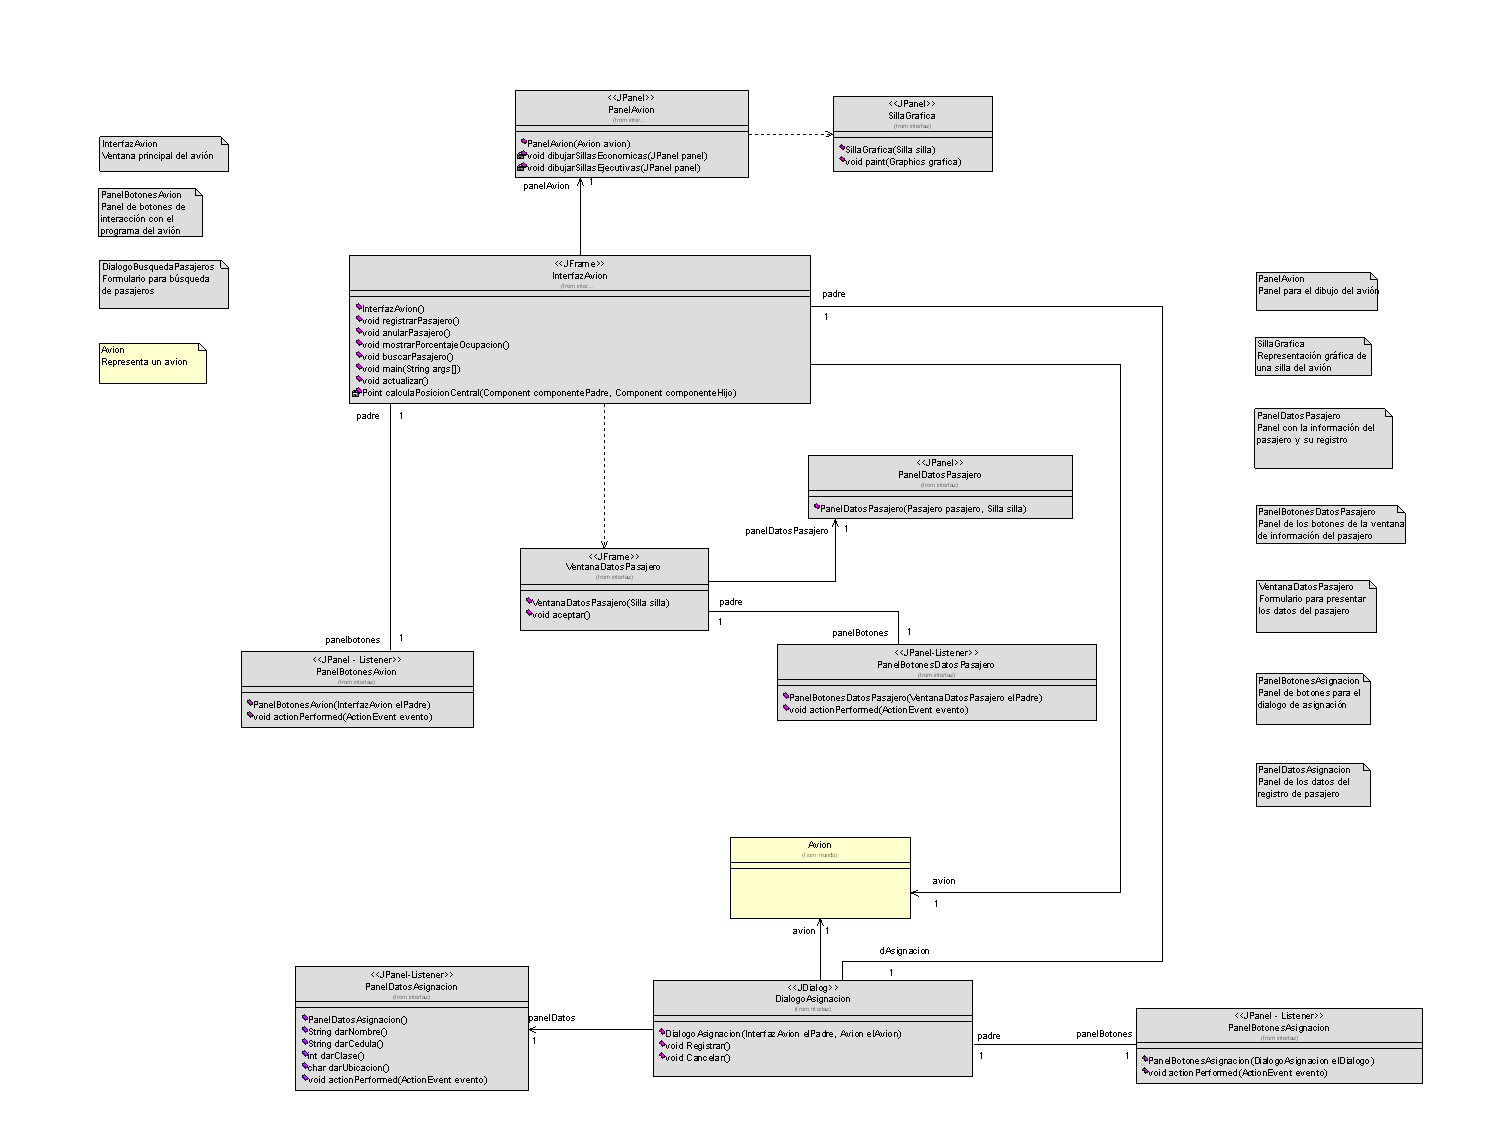 <<JPanel>>
PanelAvion
(from inter...
PanelAvion(Avion avion)
void dibujarSillasEconomicas(JPanel panel)
void dibujarSillasEjecutivas(JPanel panel)
<<JPanel>>
SillaGrafica
(from interfaz)
SillaGrafica(Silla silla)
void paint(Graphics grafica)
panelAvion
1
InterfazAvion
Ventana principal del avión
PanelBotonesAvion
Panel de botones de
interacción con el
programa del avión
DialogoBusquedaPasajeros
Formulario para búsqueda
de pasajeros
Avion
Representa un avion
<<JFrame>>
InterfazAvion
(from inter...
InterfazAvion()
void registrarPasajero()
void anularPasajero()
void mostrarPorcentajeOcupacion()
void buscarPasajero()
void main(String args[])
void actualizar()
Point calculaPosicionCentral(Component componentePadre, Component componenteHijo)
padre
1
padre
1
PanelAvion
Panel para el dibujo del avión
SillaGrafica
Representación gráfica de
una silla del avión
PanelDatosPasajero
Panel con la información del
pasajero y su registro
PanelBotonesDatosPasajero
Panel de los botones de la ventana
de información del pasajero
VentanaDatosPasajero
Formulario para presentar
los datos del pasajero
PanelBotonesAsignacion
Panel de botones para el
dialogo de asignación
PanelDatosAsignacion
Panel de los datos del
registro de pasajero
<<JPanel>>
PanelDatosPasajero
(from interfaz)
PanelDatosPasajero(Pasajero pasajero, Silla silla)
panelDatosPasajero
1
<<JFrame>>
VentanaDatosPasajero
(from interfaz)
VentanaDatosPasajero(Silla silla)
void aceptar()
padre
1
panelBotones
1
<<JPanel-Listener>>
PanelBotonesDatosPasajero
(from interfaz)
PanelBotonesDatosPasajero(VentanaDatosPasajero elPadre)
void actionPerformed(ActionEvent evento)
panelbotones
1
<<JPanel - Listener>>
PanelBotonesAvion
(from interfaz)
PanelBotonesAvion(InterfazAvion elPadre)
void actionPerformed(ActionEvent evento)
Avion
(from mundo)
avion
1
avion
1
dAsignacion
1
<<JPanel-Listener>>
PanelDatosAsignacion
(from interfaz)
PanelDatosAsignacion()
String darNombre()
String darCedula()
int darClase()
char darUbicacion()
void actionPerformed(ActionEvent evento)
panelDatos
1
<<JDialog>>
DialogoAsignacion
(from interfaz)
DialogoAsignacion(InterfazAvion elPadre, Avion elAvion)
void Registrar()
void Cancelar()
padre
1
panelBotones
1
<<JPanel - Listener>>
PanelBotonesAsignacion
(from interfaz)
PanelBotonesAsignacion(DialogoAsignacion elDialogo)
void actionPerformed(ActionEvent evento)